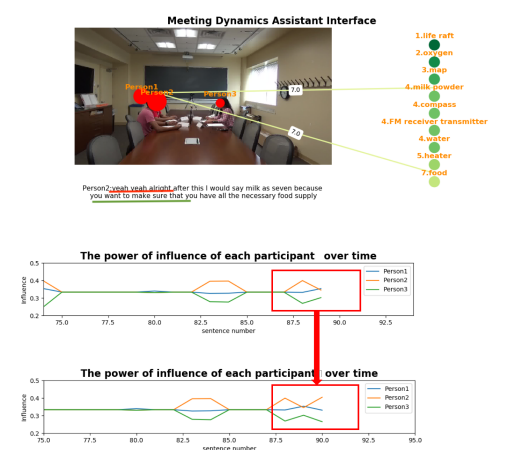 Meeting Dynamics Assistant Interface
1.life raft
2.oxygen
3.map
4.milk powder
4.compass
4.FM receiver transmitter
4.water
5.heater
7.food
Person1
Person2
Person3
7.0
7.0
Person2:yeah yeah alright after this I would say milk as seven because
you want to make sure that you have all the necessary food supply
The power of influence of each participant over time
0.5
0.4
0.3
0.2
Influence
75.0 77.5 80.0 82.5 85.0 87.5 90.0 92.5
sentence number
Person1
Person2
Person3
The power of influence of each participant over time
0.5
0.4
0.3
0.2
Influence
75.0 77.5 80.0 82.5 85.0 87.5 90.0 92.5 95.0
sentence number
Person1
Person2
Person3